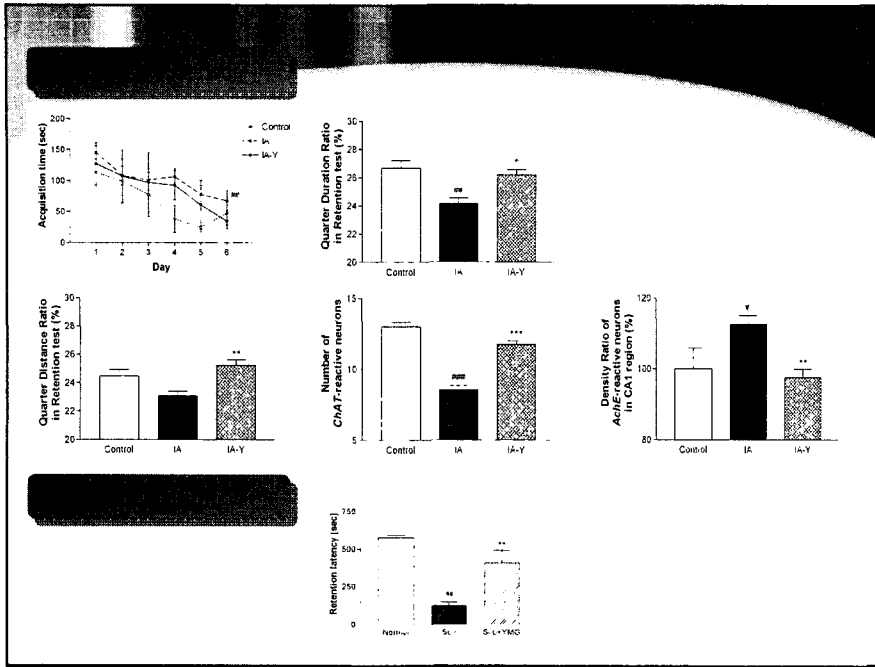 200
150
100
50
0
Acquisition time (sec)
1 2 3 4 5 6
Day
Control
IA
IA-Y
##
Quarter Duration Ratio
in Retention test (%)
30
28
26
24
22
20
##
*
Control IA IA-Y
Quarter Distance Ratio
in Retention test (%)
30
28
26
24
22
20
**
Control IA IA-Y
Number of
ChAT-reactive neurons
15
10
5
###
***
Control IA IA-Y
Density Ratio of
AchE-reactive neurons
in CA1 region (%)
120
100
80
#
**
Control IA IA-Y
Retention latency (sec)
750
500
250
0
##
**
Normal